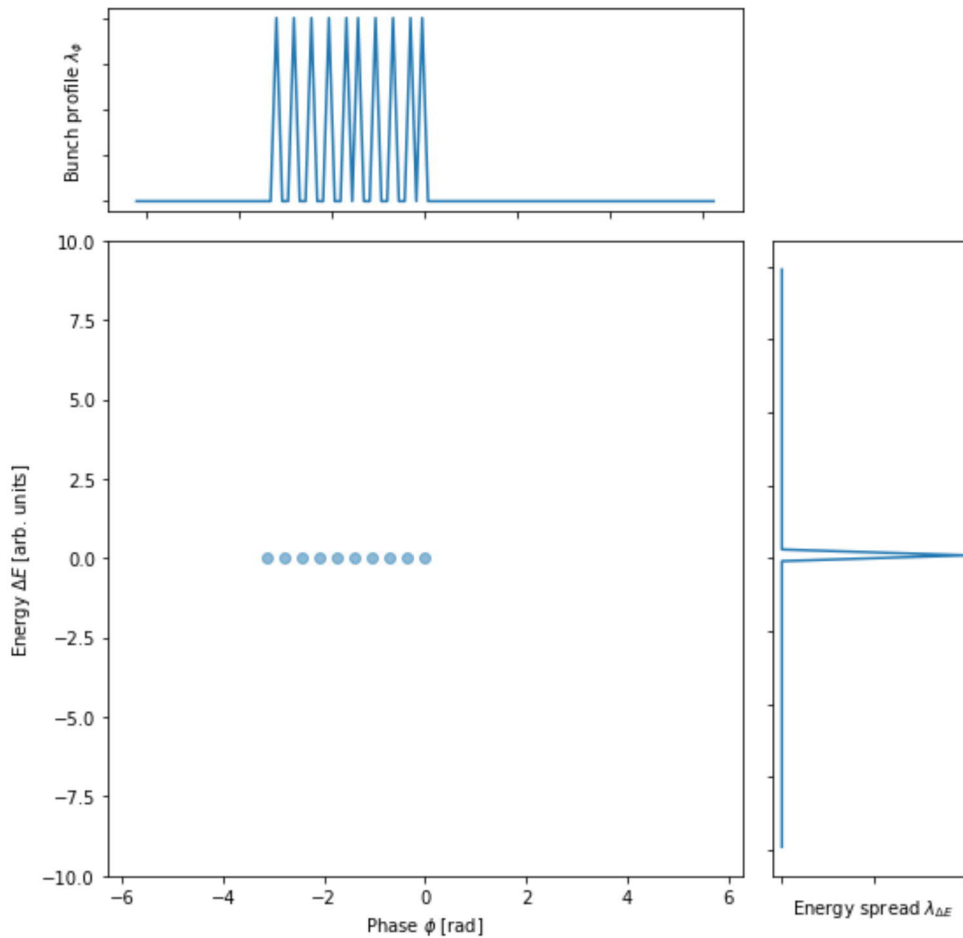 Bunch profile λ_ϕ
10.0
7.5
5.0
2.5
0.0
−2.5
−5.0
−7.5
−10.0
Energy ΔE [arb. units]
−6 −4 −2 0 2 4 6
Phase ϕ [rad]
Energy spread λ_ΔE